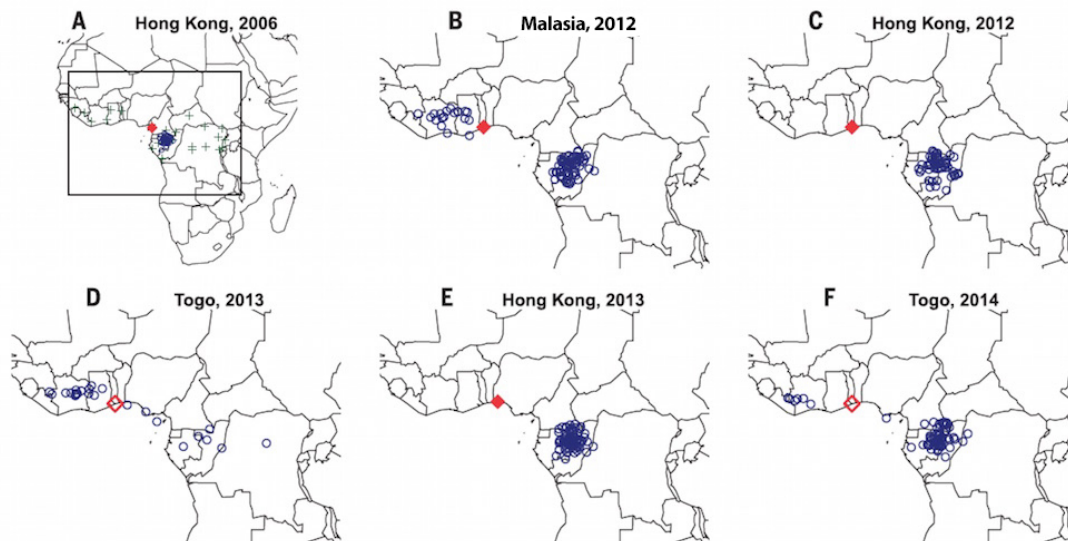 A Hong Kong, 2006
B Malasia, 2012
C Hong Kong, 2012
D Togo, 2013
E Hong Kong, 2013
F Togo, 2014